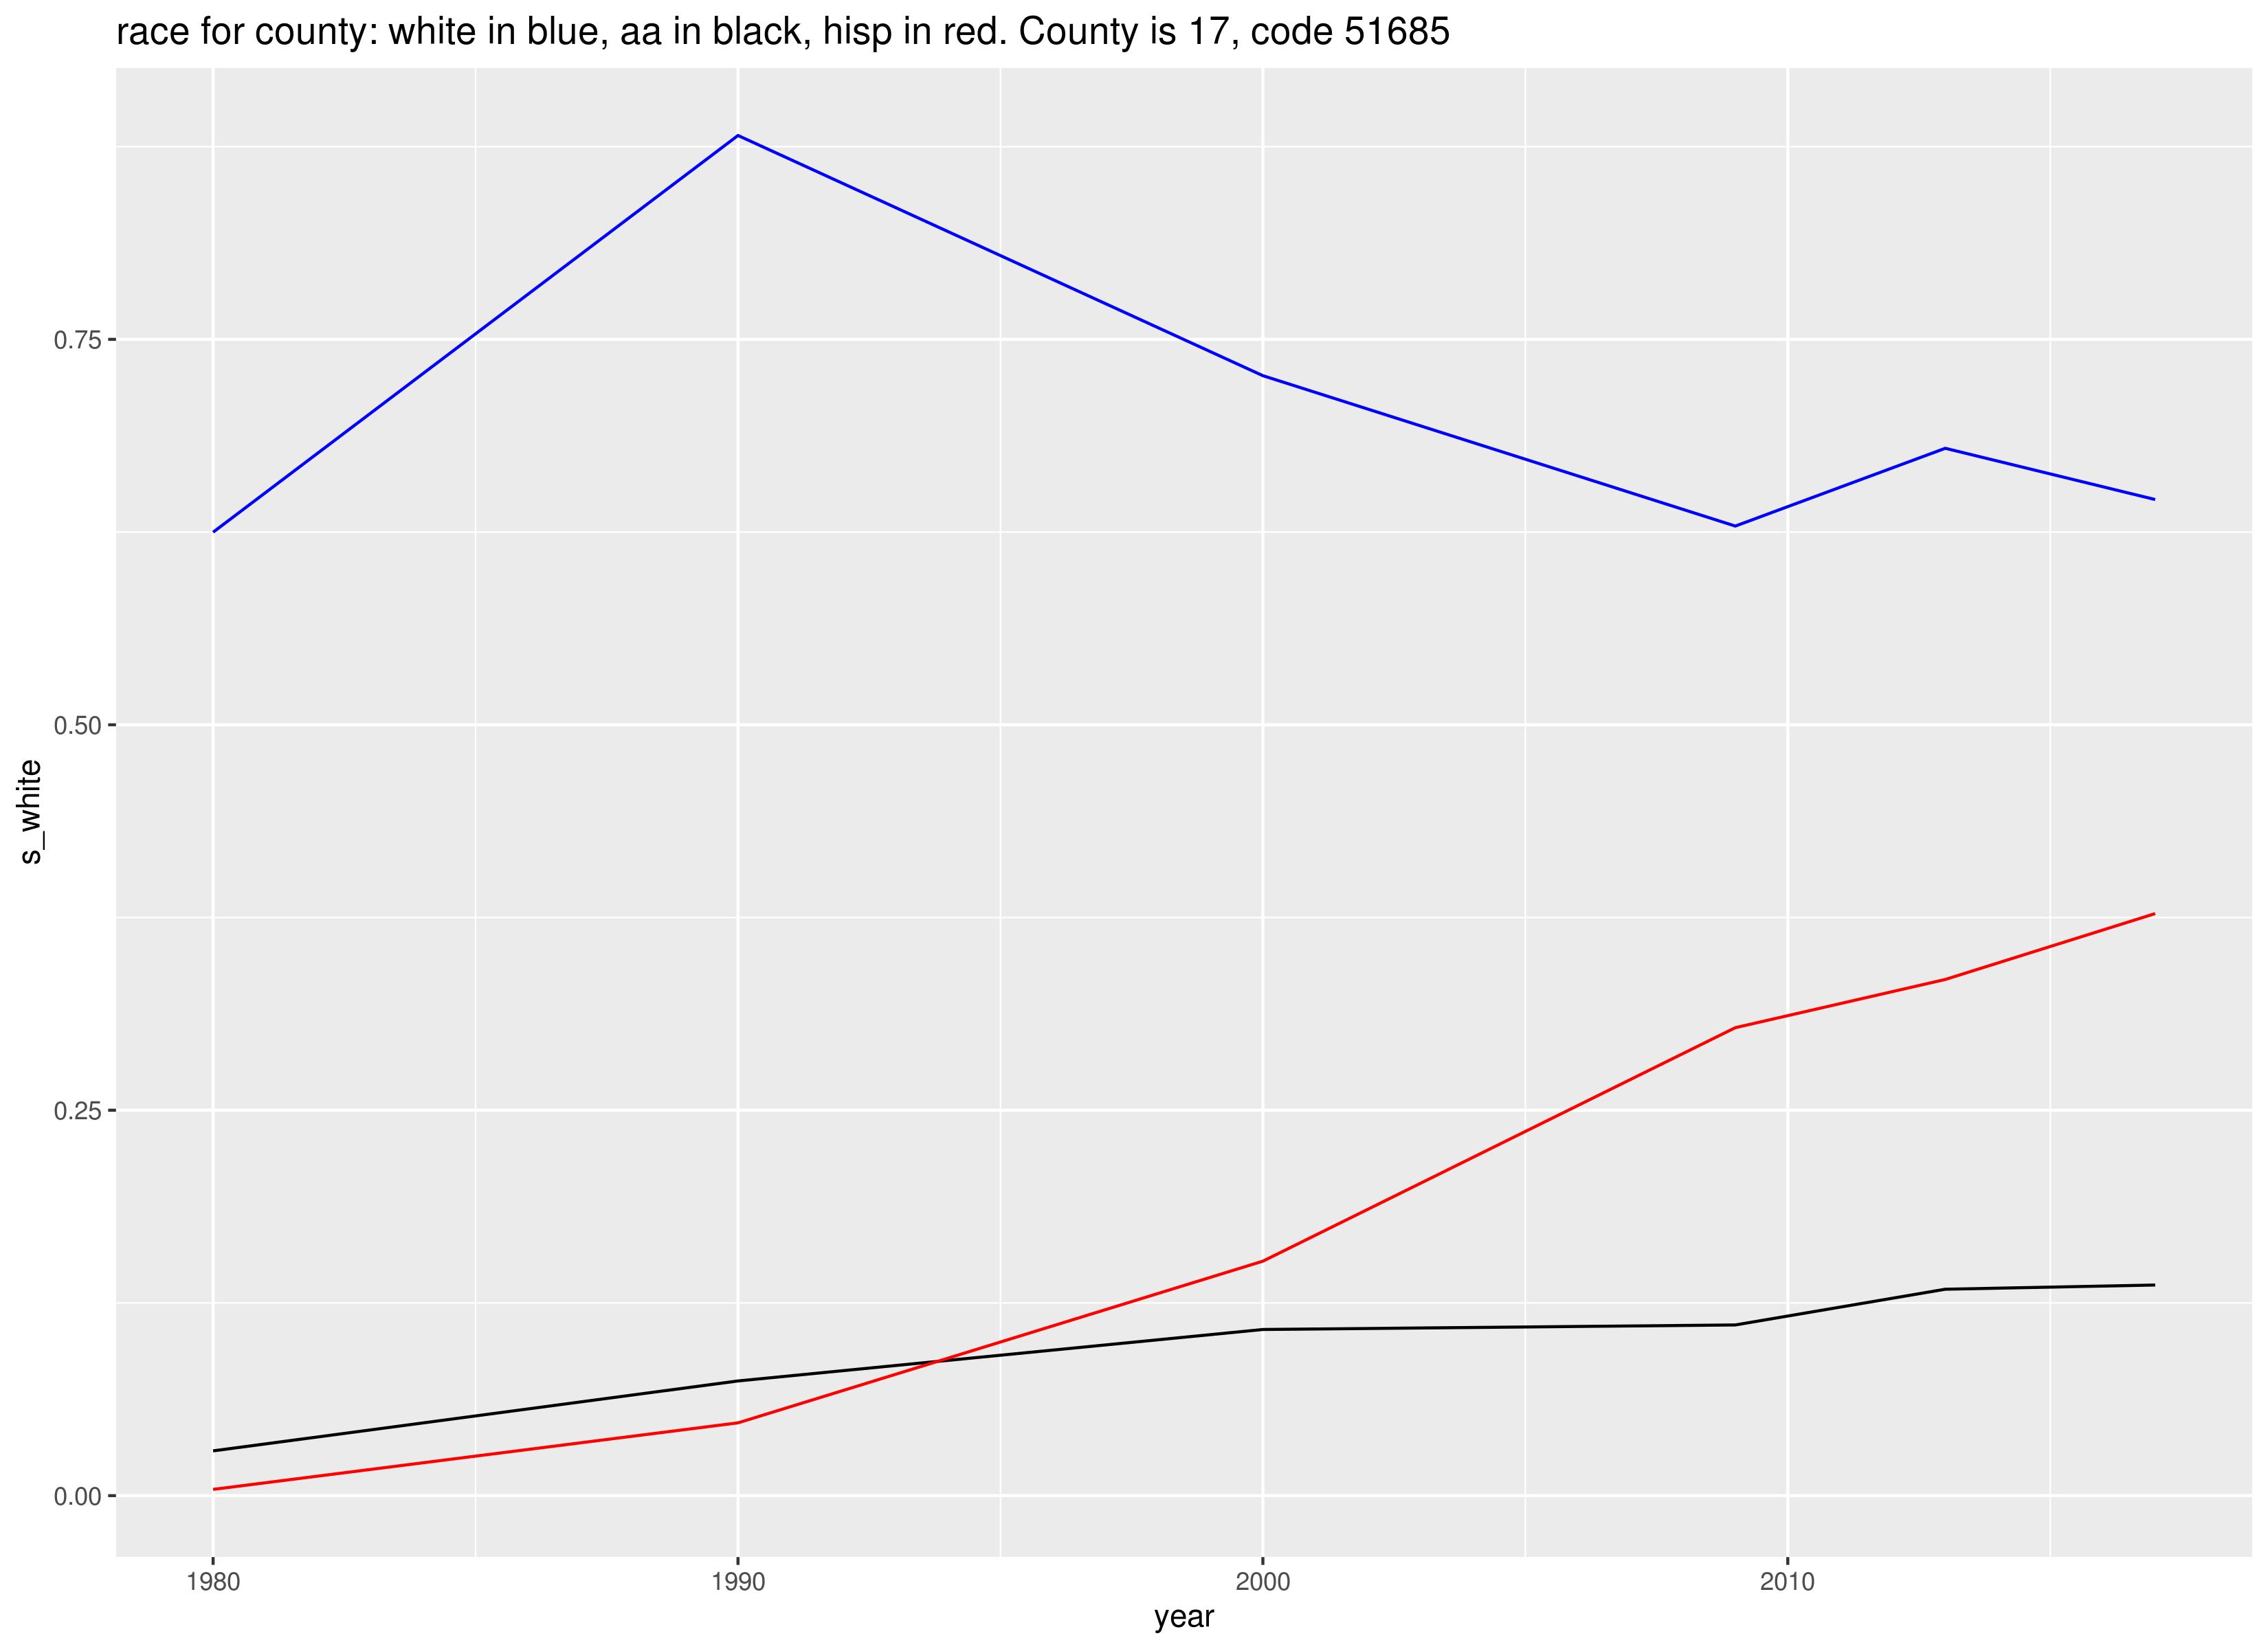 race for county: white in blue, aa in black, hisp in red. County is 17, code 51685
0.75
0.50
0.25
0.00
s_white
1980
1990
2000
2010
year